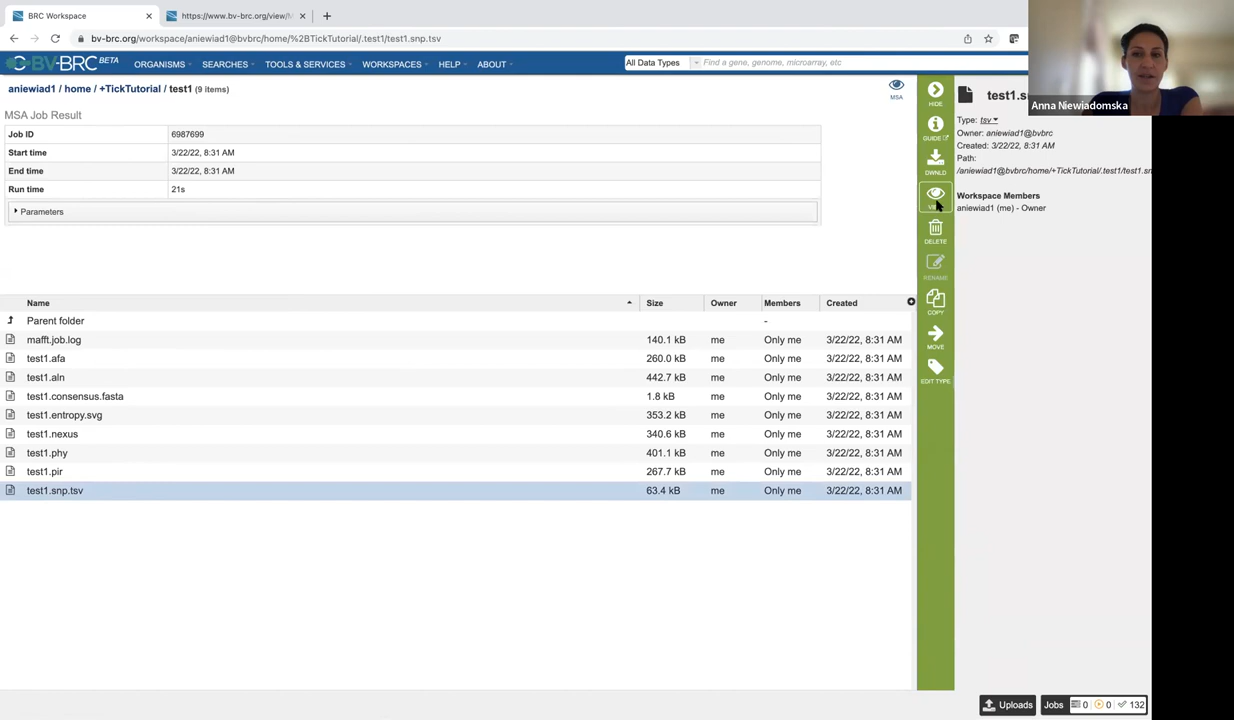 BRC Workspace
https://www.bv-brc.org/view/M
bv-brc.org/workspace/aniewiad1@bvbrc/home/%2BTickTutorial/.test1/test1.snp.tsv
BV-BRC BETA
ORGANISMS
SEARCHES
TOOLS & SERVICES
WORKSPACES
HELP
ABOUT
All Data Types
Find a gene, genome, microarray, etc
Anna Niewiadomska
aniewiad1 / home / +TickTutorial / test1 (9 items)
MSA
MSA Job Result
Job ID 6987699
Start time 3/22/22, 8:31 AM
End time 3/22/22, 8:31 AM
Run time 21s
Parameters
Name Size Owner Members Created
Parent folder -
mafft.job.log 140.1 kB me Only me 3/22/22, 8:31 AM
test1.afa 260.0 kB me Only me 3/22/22, 8:31 AM
test1.aln 442.7 kB me Only me 3/22/22, 8:31 AM
test1.consensus.fasta 1.8 kB me Only me 3/22/22, 8:31 AM
test1.entropy.svg 353.2 kB me Only me 3/22/22, 8:31 AM
test1.nexus 340.6 kB me Only me 3/22/22, 8:31 AM
test1.phy 401.1 kB me Only me 3/22/22, 8:31 AM
test1.pir 267.7 kB me Only me 3/22/22, 8:31 AM
test1.snp.tsv 63.4 kB me Only me 3/22/22, 8:31 AM
HIDE
GUIDE
DWNLD
DELETE
RENAME
COPY
MOVE
EDIT TYPE
test1.s
Type: tsv
Owner: aniewiad1@bvbrc
Created: 3/22/22, 8:31 AM
Path:
/aniewiad1@bvbrc/home/+TickTutorial/.test1/test1.sn
Workspace Members
aniewiad1 (me) - Owner
Uploads
Jobs 0 0 132